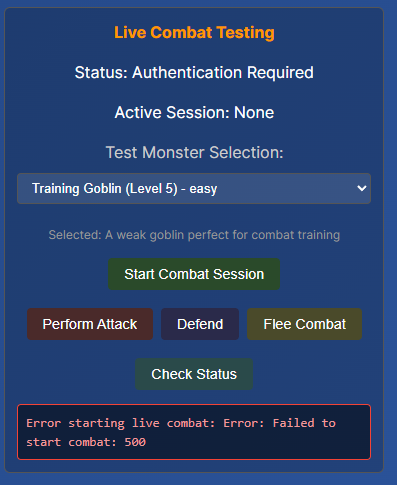 Live Combat Testing
Status: Authentication Required
Active Session: None
Test Monster Selection:
Training Goblin (Level 5) - easy
Selected: A weak goblin perfect for combat training
Start Combat Session
Perform Attack
Defend
Flee Combat
Check Status
Error starting live combat: Error: Failed to
start combat: 500